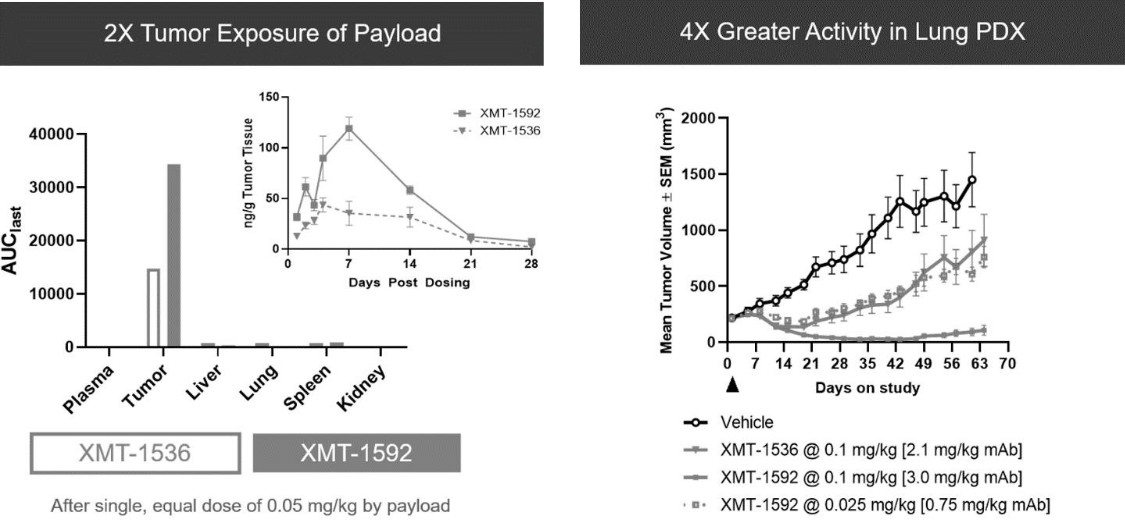 2X Tumor Exposure of Payload
4X Greater Activity in Lung PDX
150
100
50
0
ng/g Tumor Tissue
XMT-1592
XMT-1536
0 7 14 21 28
Days Post Dosing
40000
30000
20000
10000
0
AUClast
Plasma
Tumor
Liver
Lung
Spleen
Kidney
XMT-1536
XMT-1592
After single, equal dose of 0.05 mg/kg by payload
2000
1500
1000
500
0
Mean Tumor Volume ± SEM (mm³)
0 7 14 21 28 35 42 49 56 63 70
Days on study
Vehicle
XMT-1536 @ 0.1 mg/kg [2.1 mg/kg mAb]
XMT-1592 @ 0.1 mg/kg [3.0 mg/kg mAb]
XMT-1592 @ 0.025 mg/kg [0.75 mg/kg mAb]